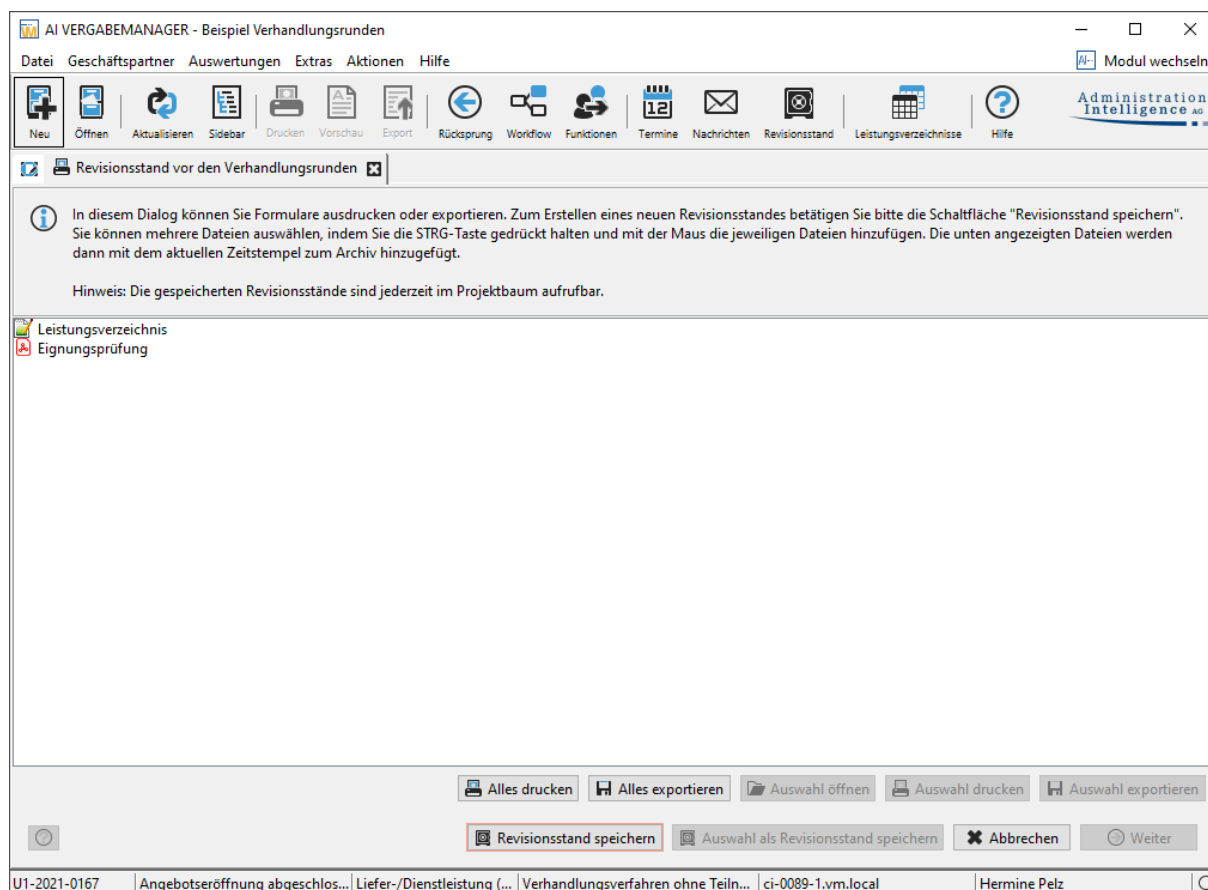 AI VERGABEMANAGER - Beispiel Verhandlungsrunden
Datei Geschäftspartner Auswertungen Extras Aktionen Hilfe
AI Modul wechseln
Neu Öffnen Aktualisieren Sidebar Drucken Vorschau Export Rücksprung Workflow Funktionen 12 Termine Nachrichten Revisionsstand Leistungsverzeichnisse Hilfe
Administration
Intelligence AG
Revisionsstand vor den Verhandlungsrunden
In diesem Dialog können Sie Formulare ausdrucken oder exportieren. Zum Erstellen eines neuen Revisionsstandes betätigen Sie bitte die Schaltfläche "Revisionsstand speichern".
Sie können mehrere Dateien auswählen, indem Sie die STRG-Taste gedrückt halten und mit der Maus die jeweiligen Dateien hinzufügen. Die unten angezeigten Dateien werden
dann mit dem aktuellen Zeitstempel zum Archiv hinzugefügt.
Hinweis: Die gespeicherten Revisionsstände sind jederzeit im Projektbaum aufrufbar.
Leistungsverzeichnis
Eignungsprüfung
Alles drucken Alles exportieren Auswahl öffnen Auswahl drucken Auswahl exportieren
Revisionsstand speichern Auswahl als Revisionsstand speichern Abbrechen Weiter
U1-2021-0167 Angebotseröffnung abgeschlos... Liefer-/Dienstleistung (... Verhandlungsverfahren ohne Teiln... ci-0089-1.vm.local Hermine Pelz